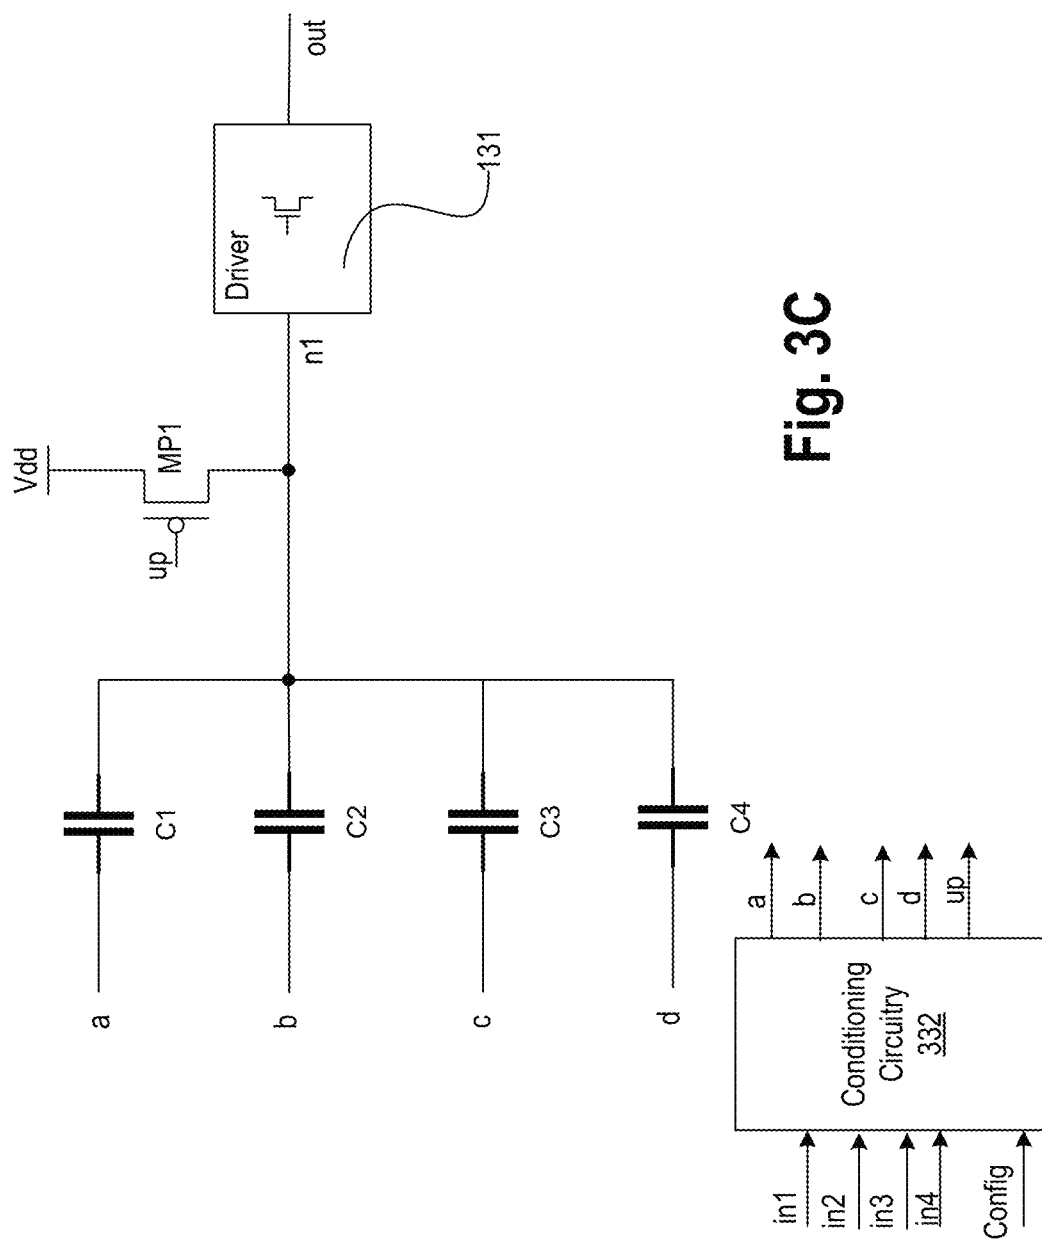 Vdd
up
MP1
n1
Driver
out
131
a
C1
b
C2
c
C3
d
C4
in1
in2
in3
in4
Config
Conditioning
Circuitry
332
a
b
c
d
up
Fig. 3C